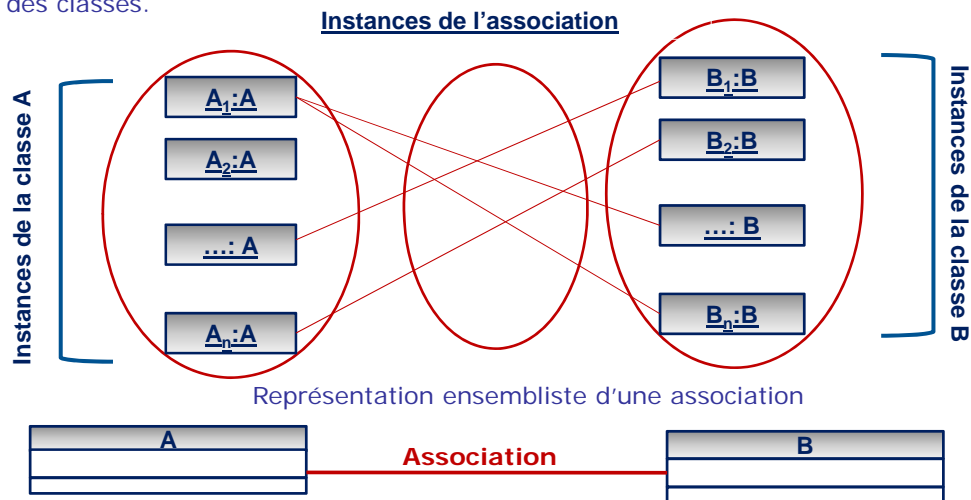 des classes.
Instances de l’association
Instances de la classe A
A1:A
A2:A
…: A
An:A
B1:B
B2:B
…: B
Bn:B
Instances de la classe B
Représentation ensembliste d’une association
A
Association
B